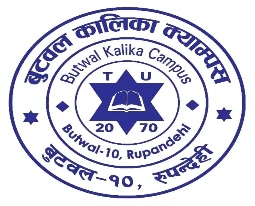 बुटवल कालिका क्याम्पस
Butwal Kalika Campus
T U
20 70
Butwal-10, Rupandehi
बुटवल-१०, रुपन्देही